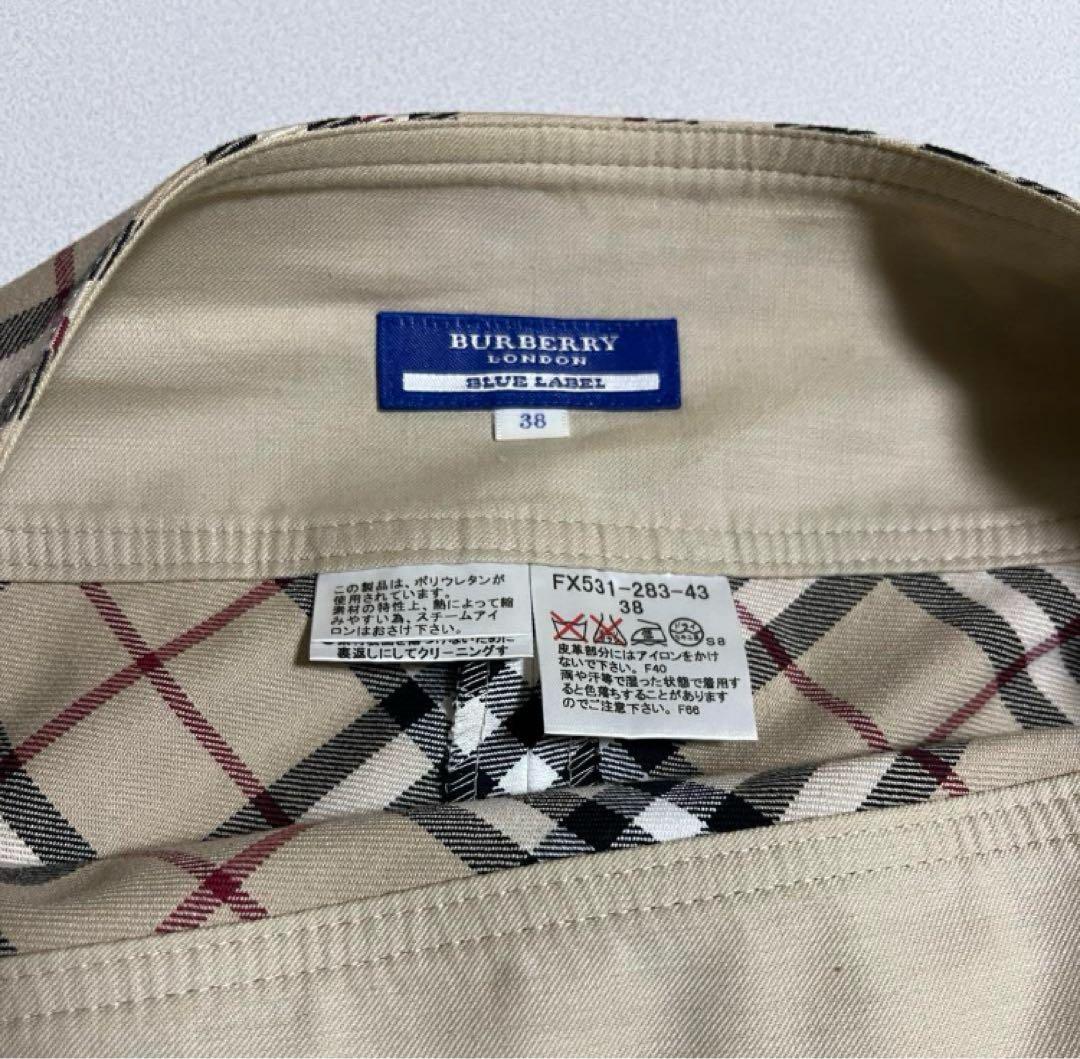 BURBERRY
LONDON
BLUE LABEL
38
この製品は、ポリウレタンが
使用されています。
素材の特性上、熱によって縮
みやすい為、スチームアイ
ロンはおさけ下さい。
裏返しにしてクリーニングす
FX531-283-43
38
ドライ
S8
皮革部分にはアイロンをかけ
ないで下さい。F40
雨や汗等で湿った状態で着用す
ると色落ちすることがあります
のでご注意下さい。F66